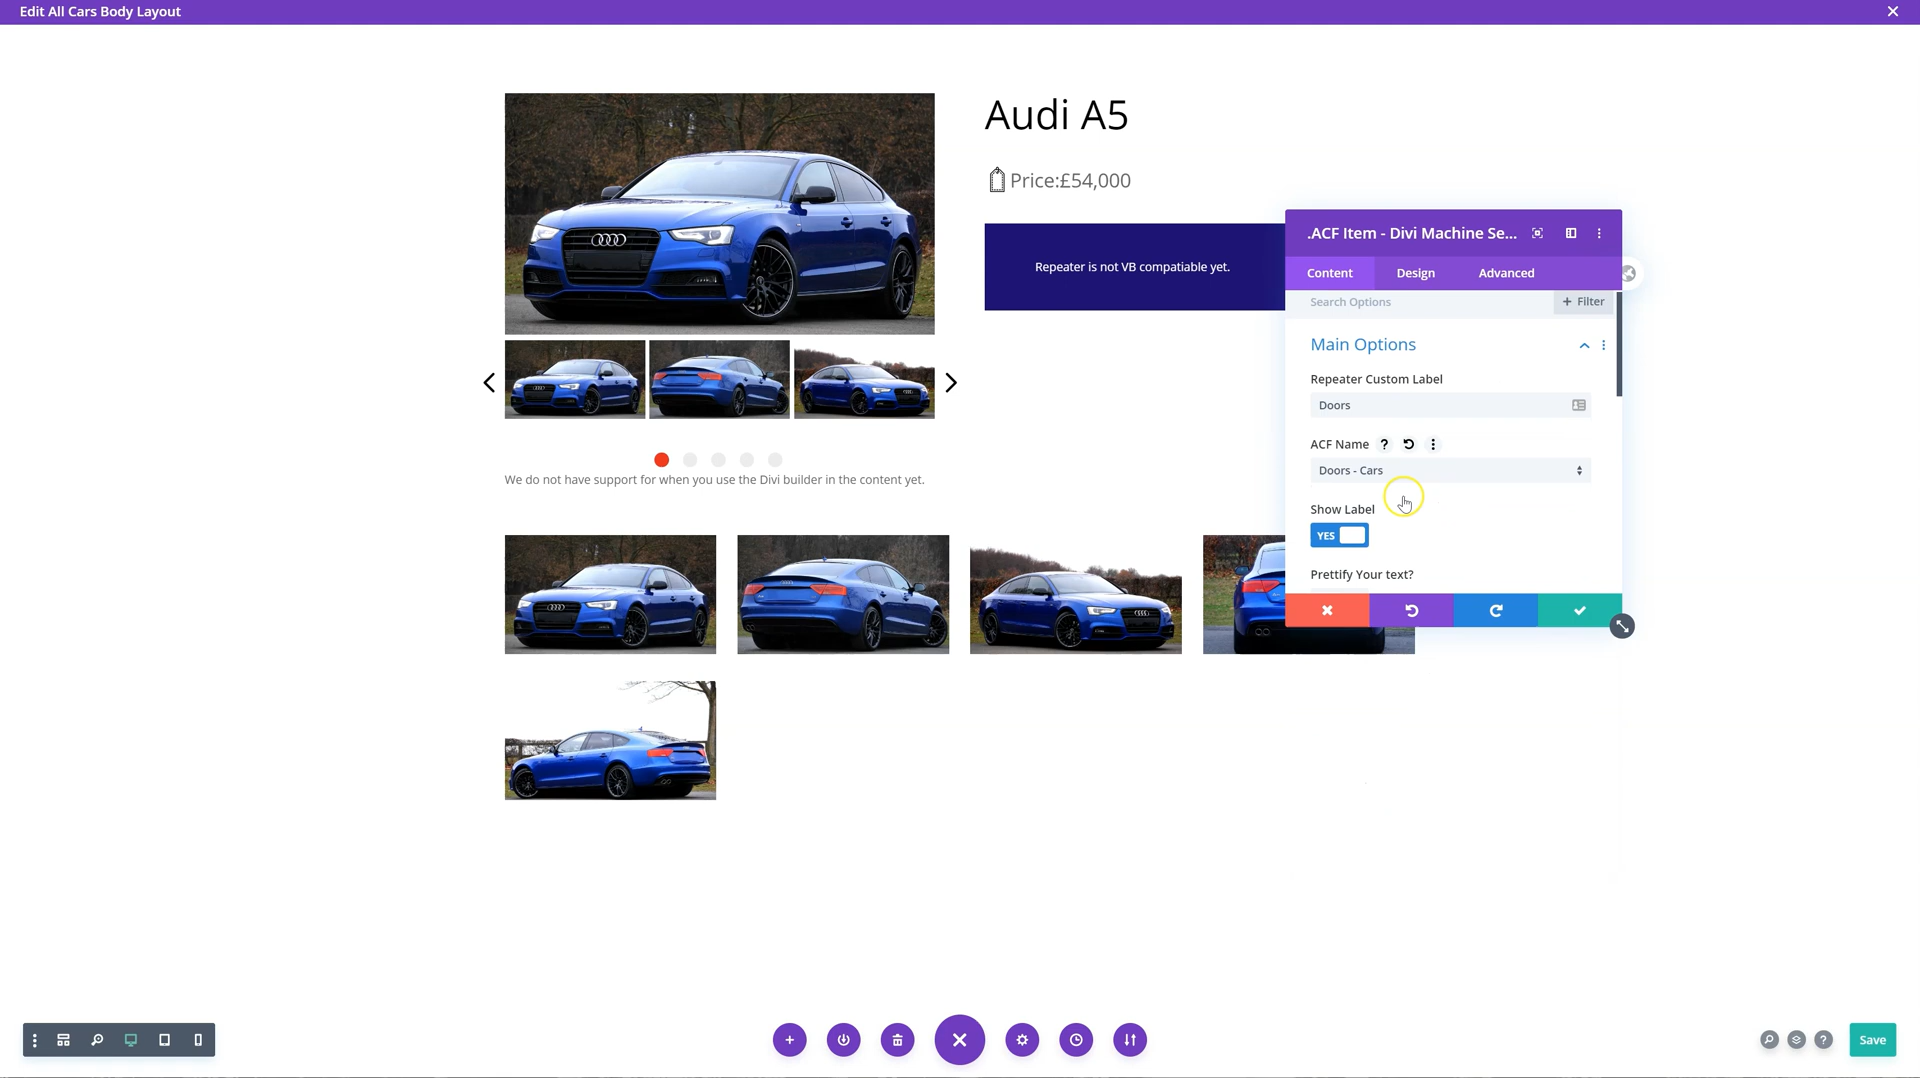 Edit All Cars Body Layout
Audi A5
Price:£54,000
Repeater is not VB compatiable yet.
We do not have support for when you use the Divi builder in the content yet.
.ACF Item - Divi Machine Se...
Content
Design
Advanced
Search Options
+ Filter
Main Options
Repeater Custom Label
Doors
ACF Name
Doors - Cars
Show Label
YES
Prettify Your text?
Save